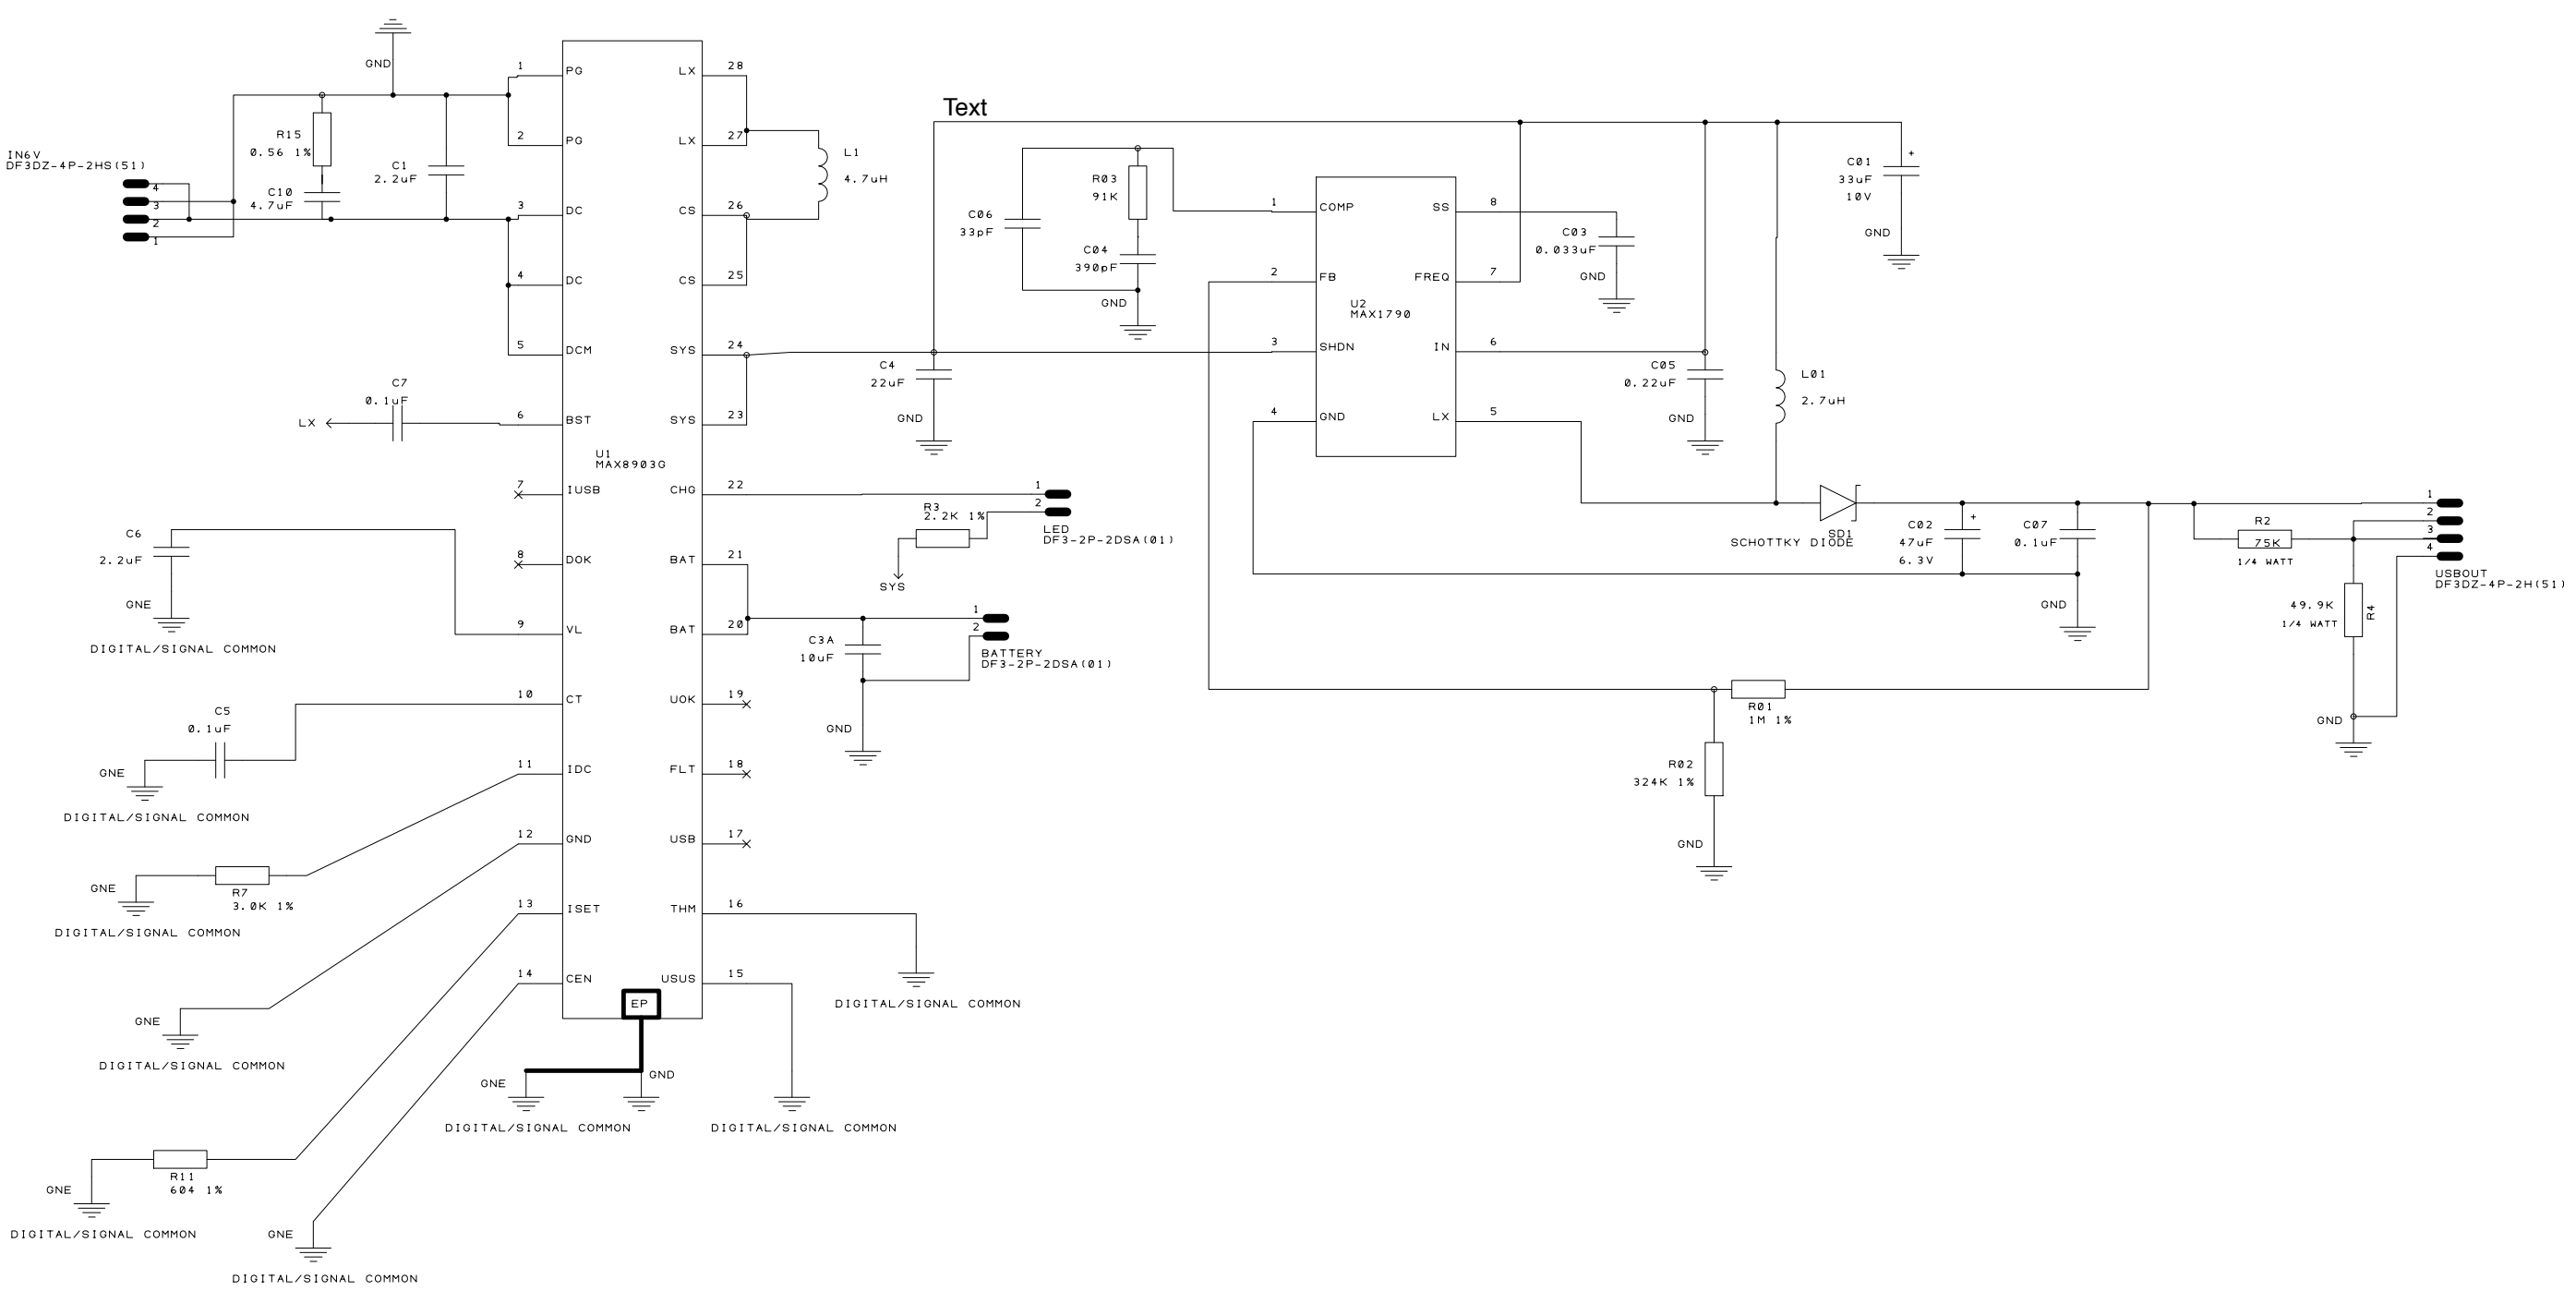 Text
GND
IN6V
DF3DZ-4P-2HS(51)
4
3
2
1
R15
0.56 1%
C10
4.7uF
C1
2.2uF
1 PG
2 PG
3 DC
4 DC
5 DCM
6 BST
7 IUSB
8 DOK
9 VL
10 CT
11 IDC
12 GND
13 ISET
14 CEN
LX 28
LX 27
CS 26
CS 25
SYS 24
SYS 23
CHG 22
BAT 21
BAT 20
UOK 19
FLT 18
USB 17
THM 16
USUS 15
EP
U1
MAX8903G
L1
4.7uH
C7
0.1uF
LX
C6
2.2uF
GNE
DIGITAL/SIGNAL COMMON
C5
0.1uF
GNE
DIGITAL/SIGNAL COMMON
GNE
R7
3.0K 1%
DIGITAL/SIGNAL COMMON
GNE
DIGITAL/SIGNAL COMMON
R11
604 1%
GNE
DIGITAL/SIGNAL COMMON
GNE
DIGITAL/SIGNAL COMMON
GNE
GND
DIGITAL/SIGNAL COMMON
DIGITAL/SIGNAL COMMON
DIGITAL/SIGNAL COMMON
C4
22uF
GND
R3
2.2K 1%
SYS
1
2
LED
DF3-2P-2DSA(01)
1
2
BATTERY
DF3-2P-2DSA(01)
C3A
10uF
GND
C06
33pF
R03
91K
C04
390pF
GND
1 COMP
2 FB
3 SHDN
4 GND
SS 8
FREQ 7
IN 6
LX 5
U2
MAX1790
C03
0.033uF
GND
C05
0.22uF
GND
C01
33uF
10V
+
GND
L01
2.7uH
SD1
SCHOTTKY DIODE
C02
47uF
6.3V
+
C07
0.1uF
GND
R01
1M 1%
R02
324K 1%
GND
R2
75K
1/4 WATT
49.9K
1/4 WATT
R4
GND
1
2
3
4
USBOUT
DF3DZ-4P-2H(51)